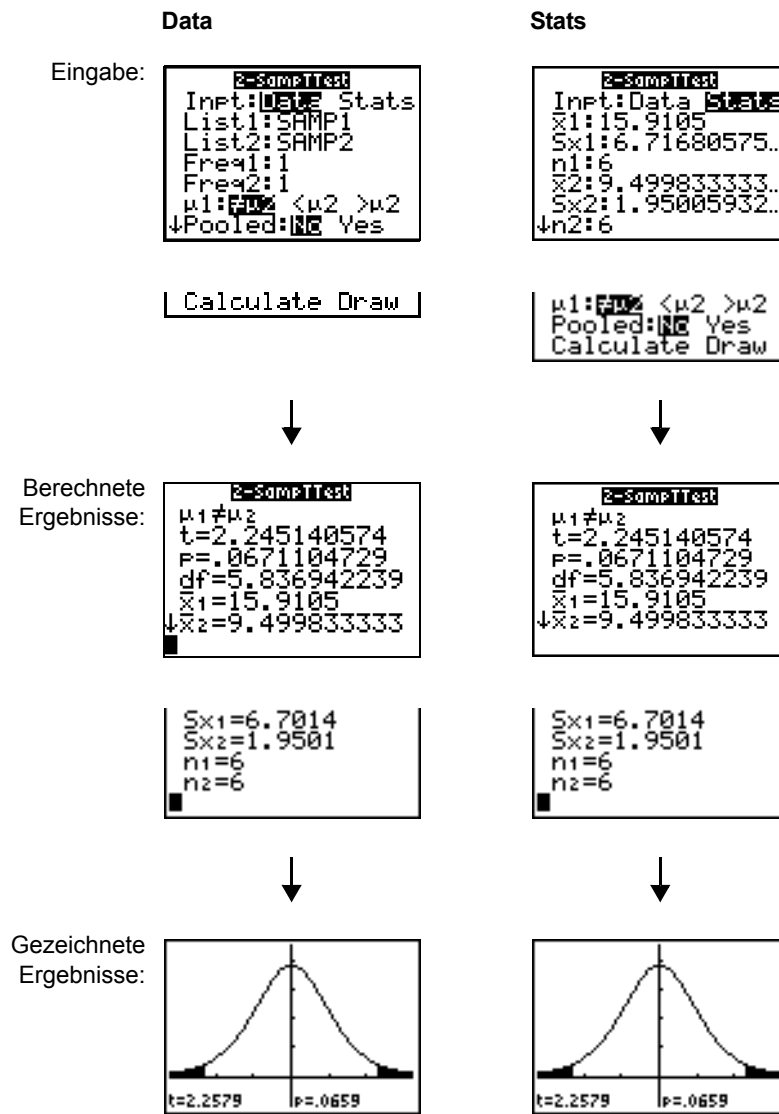 Data
Eingabe:
2-SampTTest
Inpt:Data Stats
List1:SAMP1
List2:SAMP2
Freq1:1
Freq2:1
μ1:≠μ2 <μ2 >μ2
↓Pooled:No Yes
Calculate Draw
Stats
2-SampTTest
Inpt:Data Stats
x̄1:15.9105
Sx1:6.71680575…
n1:6
x̄2:9.499833333…
Sx2:1.95005932…
↓n2:6
μ1:≠μ2 <μ2 >μ2
Pooled:No Yes
Calculate Draw
Berechnete
Ergebnisse:
2-SampTTest
μ1≠μ2
t=2.245140574
p=.0671104729
df=5.836942239
x̄1=15.9105
↓x̄2=9.499833333
2-SampTTest
μ1≠μ2
t=2.245140574
p=.0671104729
df=5.836942239
x̄1=15.9105
↓x̄2=9.499833333
Sx1=6.7014
Sx2=1.9501
n1=6
n2=6
Sx1=6.7014
Sx2=1.9501
n1=6
n2=6
Gezeichnete
Ergebnisse:
t=2.2579 p=.0659
t=2.2579 p=.0659